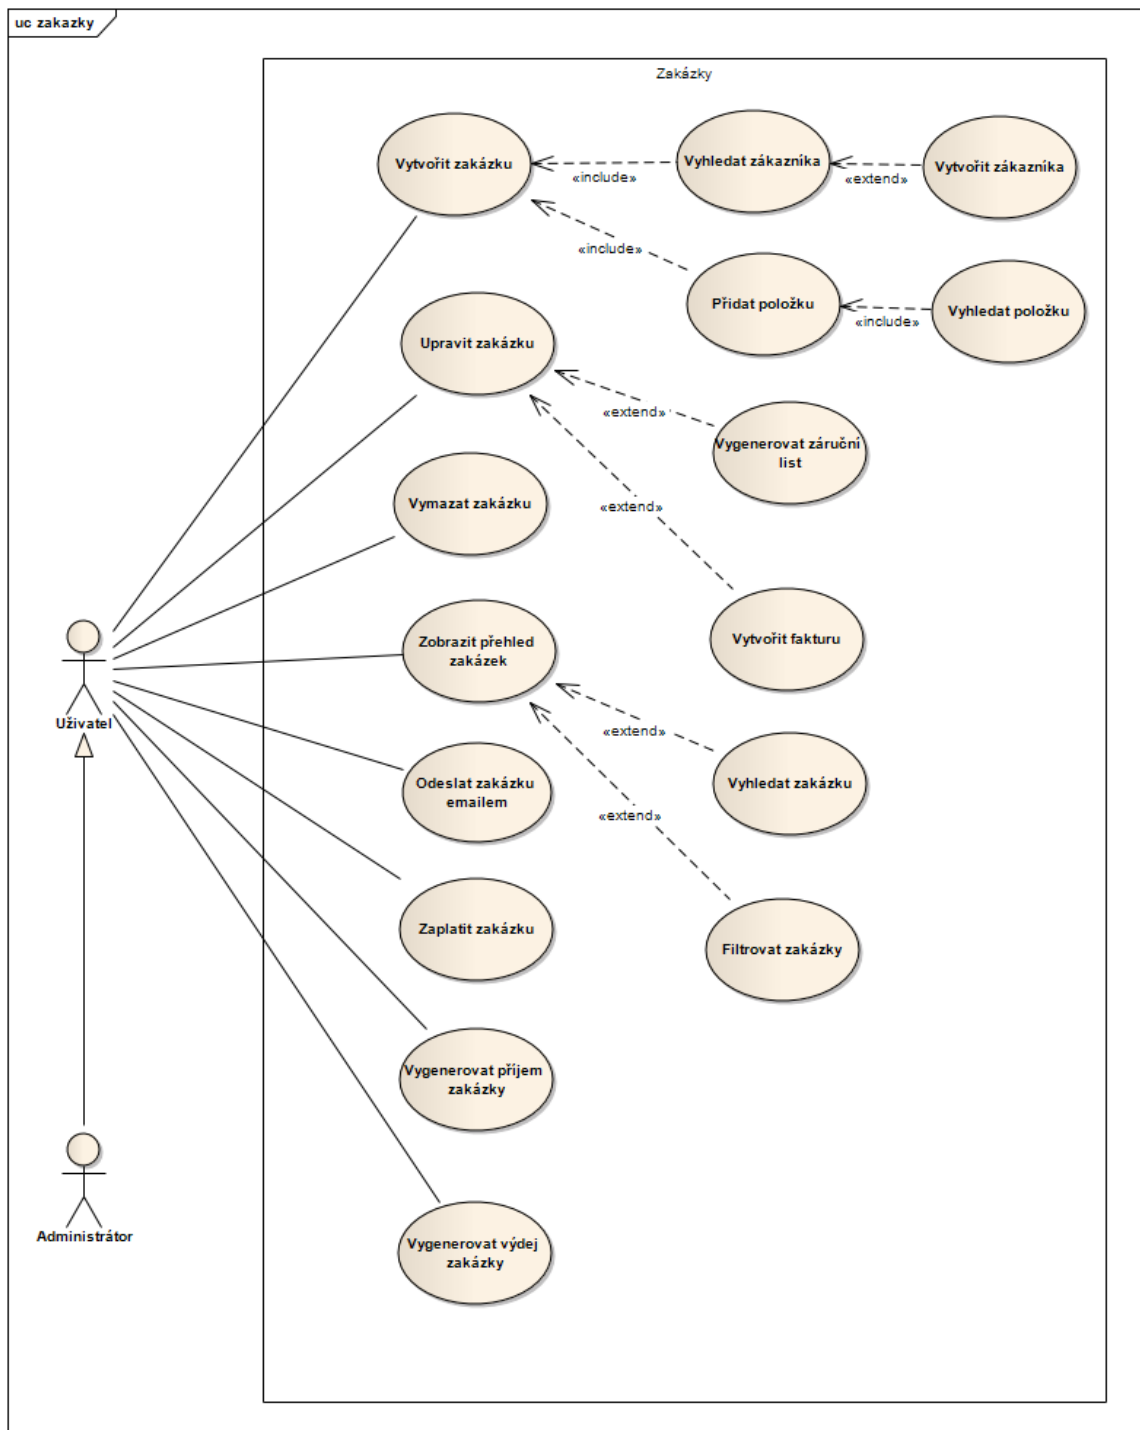 uc zakazky
Zakázky
Vytvořit zakázku
«include»
Vyhledat zákazníka
«extend»
Vytvořit zákazníka
«include»
Přidat položku
«include»
Vyhledat položku
Upravit zakázku
«extend»
Vygenerovat záruční
list
Vymazat zakázku
«extend»
Vytvořit fakturu
Zobrazit přehled
zakázek
Uživatel
«extend»
Vyhledat zakázku
Odeslat zakázku
emailem
«extend»
Zaplatit zakázku
Filtrovat zakázky
Vygenerovat příjem
zakázky
Administrátor
Vygenerovat výdej
zakázky